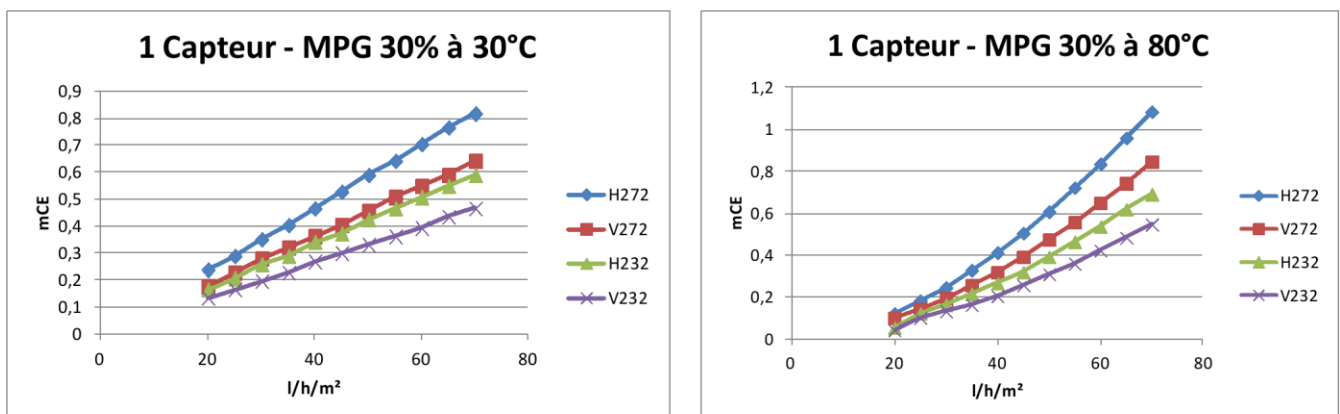 1 Capteur - MPG 30% à 30°C
mCE
0,9
0,8
0,7
0,6
0,5
0,4
0,3
0,2
0,1
0
0
20
40
60
80
l/h/m²
H272
V272
H232
V232
1 Capteur - MPG 30% à 80°C
mCE
1,2
1
0,8
0,6
0,4
0,2
0
0
20
40
60
80
l/h/m²
H272
V272
H232
V232